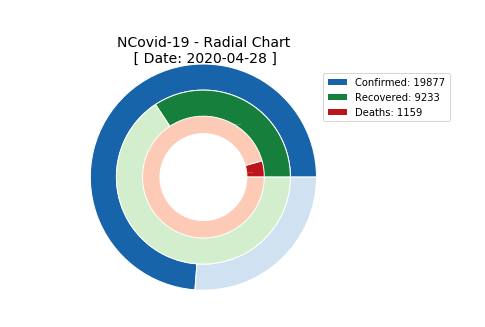 NCovid-19 - Radial Chart
[ Date: 2020-04-28 ]
Confirmed: 19877
Recovered: 9233
Deaths: 1159